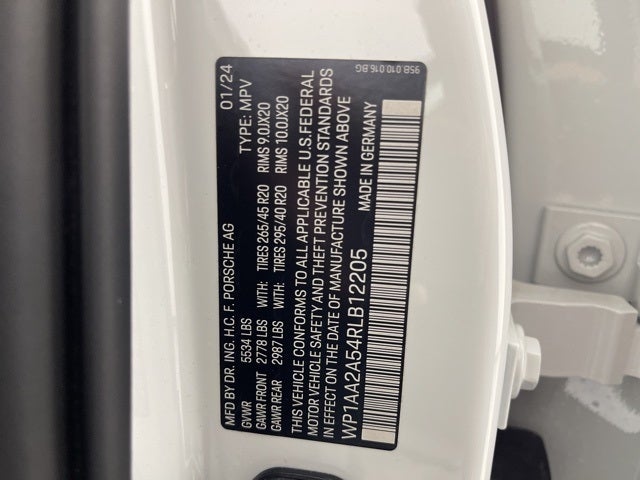 95B.010.016.BG
MFD BY DR. ING. H.C. F. PORSCHE AG 01/24
GVWR 5534 LBS TYPE: MPV
GAWR FRONT 2778 LBS WITH: TIRES 265/45 R20 RIMS 9.0JX20
GAWR REAR 2987 LBS WITH: TIRES 295/40 R20 RIMS 10.0JX20
THIS VEHICLE CONFORMS TO ALL APPLICABLE U.S.FEDERAL
MOTOR VEHICLE SAFETY AND THEFT PREVENTION STANDARDS
IN EFFECT ON THE DATE OF MANUFACTURE SHOWN ABOVE
WP1AA2A54RLB12205 MADE IN GERMANY